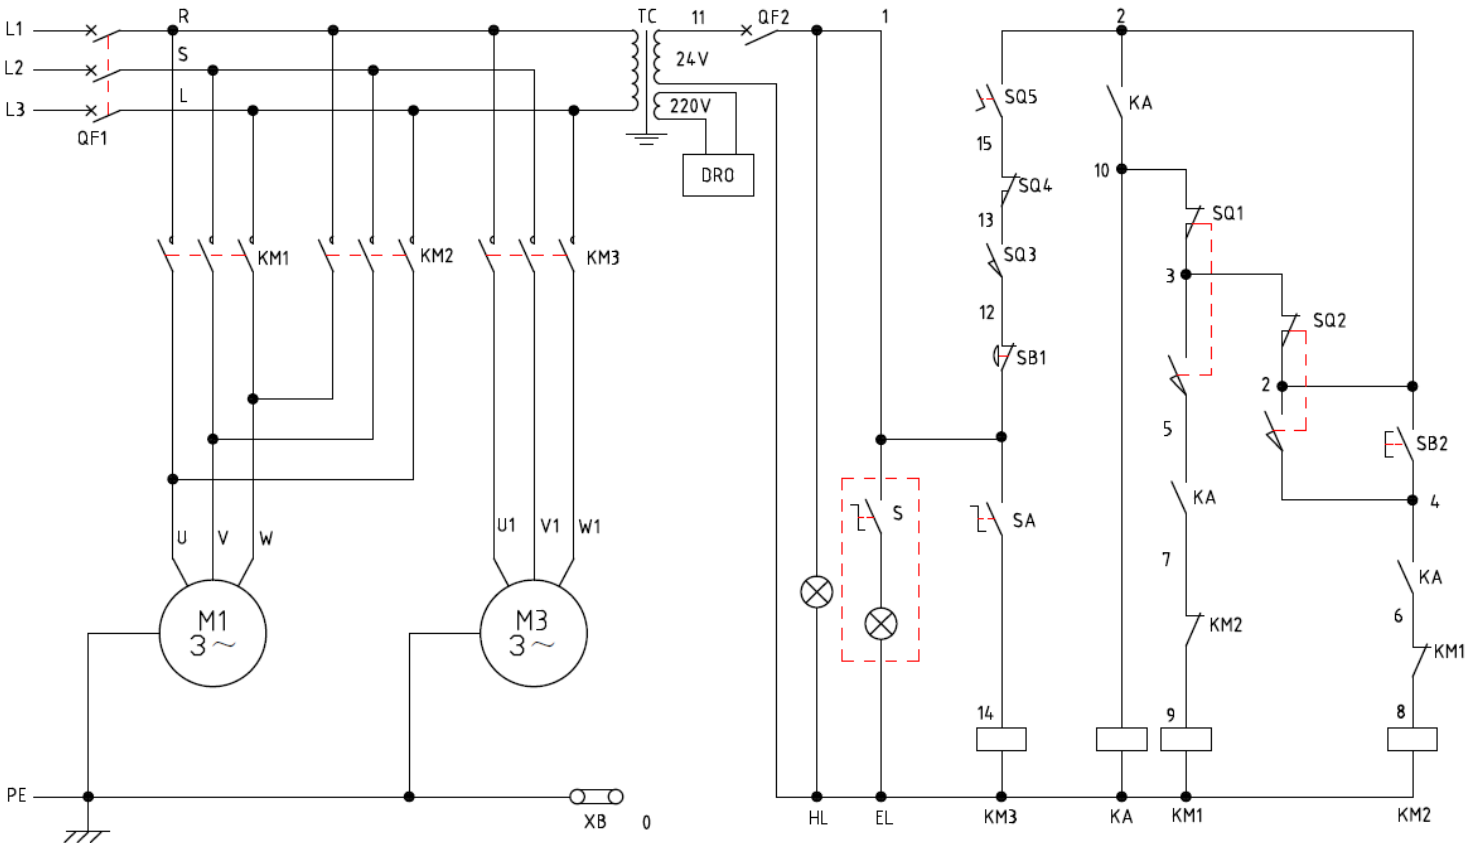 R TC 11 QF2 1 2
L1
S
L2 24V
L SQ5 KA
L3 220V
QF1 15
DRO 10
SQ4
13 SQ1
KM1 KM2 KM3 SQ3
3
12 SQ2
SB1
2
5 SB2
KA 4
U V W U1 V1 W1 S SA
7 KA
M1 M3 6
3~ 3~ KM2
KM1
14 9 8
PE
XB 0 HL EL KM3 KA KM1 KM2